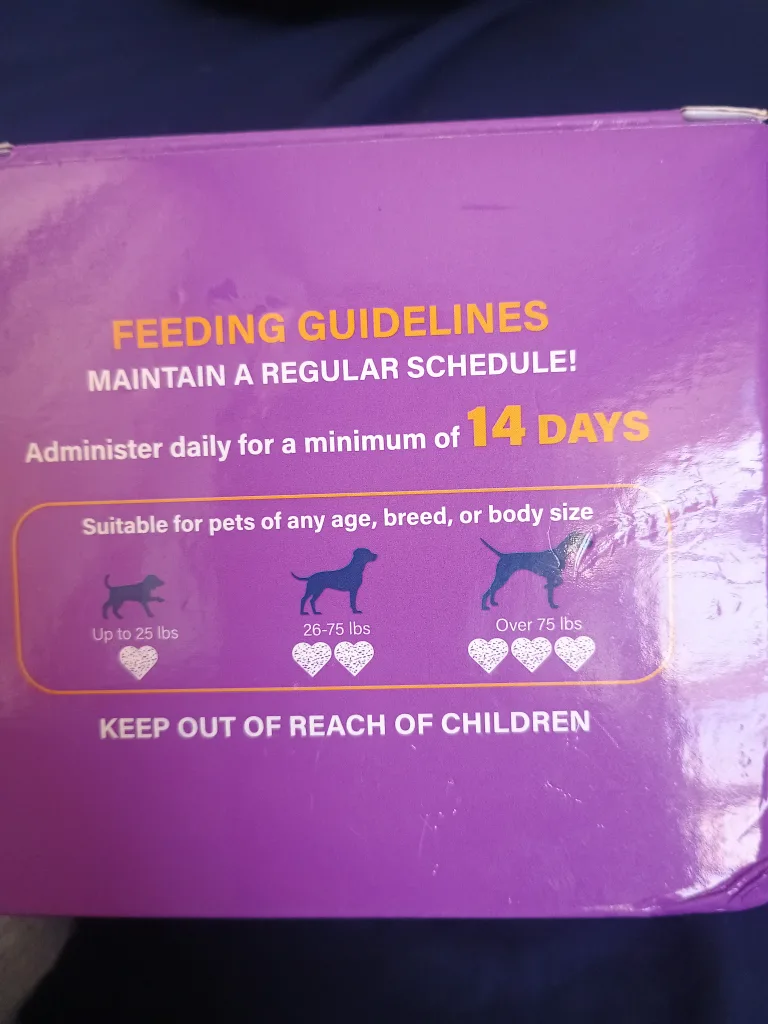 FEEDING GUIDELINES
MAINTAIN A REGULAR SCHEDULE!
Administer daily for a minimum of 14 DAYS
Suitable for pets of any age, breed, or body size
Up to 25 lbs
26-75 lbs
Over 75 lbs
KEEP OUT OF REACH OF CHILDREN